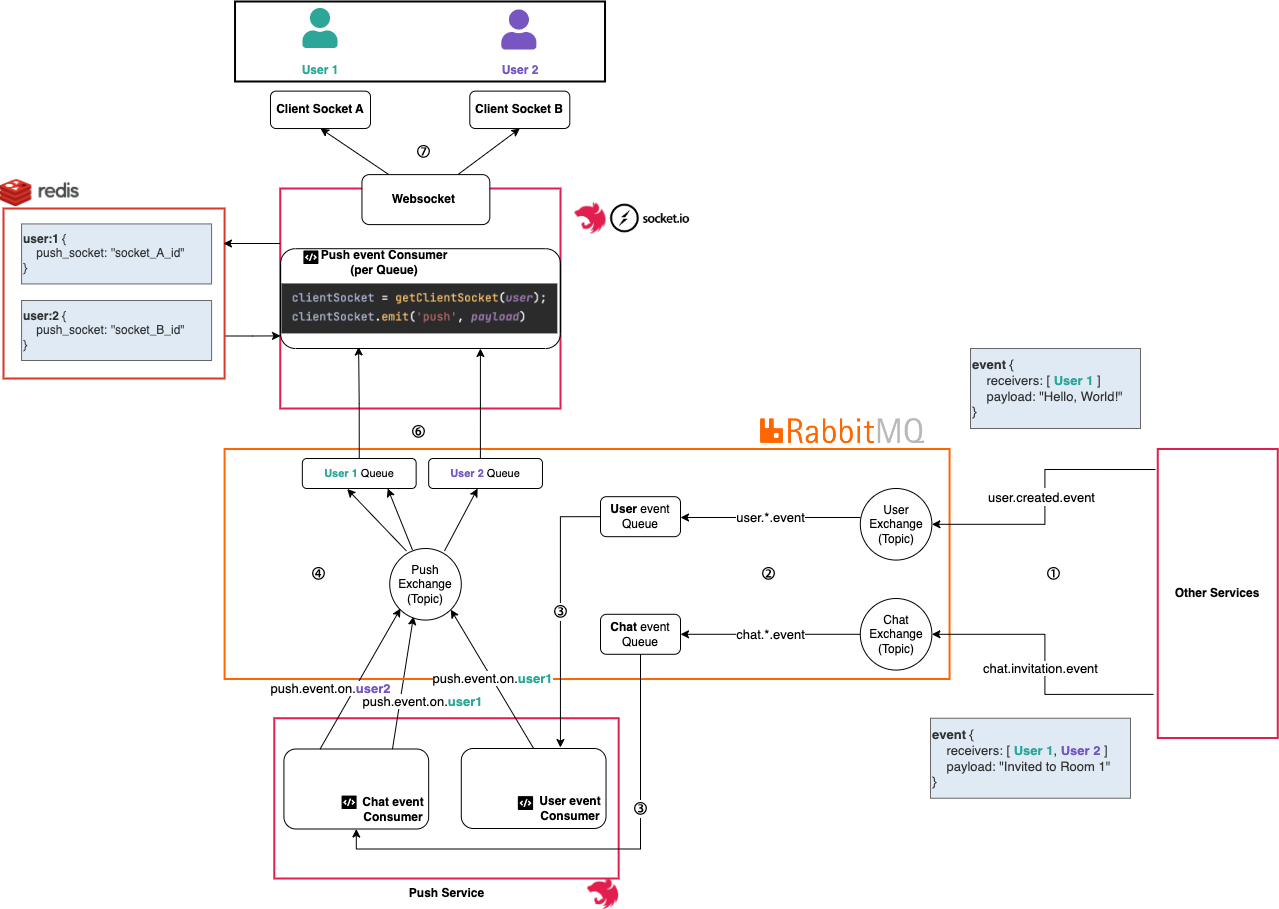 User 1
User 2
Client Socket A
Client Socket B
⑦
redis
Websocket
socket.io
user:1 {
push_socket: "socket_A_id"
}
user:2 {
push_socket: "socket_B_id"
}
Push event Consumer
(per Queue)
clientSocket = getClientSocket(user);
clientSocket.emit('push', payload)
event {
receivers: [ User 1 ]
payload: "Hello, World!"
}
⑥
RabbitMQ
User 1 Queue
User 2 Queue
User event
Queue
user.*.event
User
Exchange
(Topic)
user.created.event
④
Push
Exchange
(Topic)
②
①
Other Services
③
Chat event
Queue
chat.*.event
Chat
Exchange
(Topic)
chat.invitation.event
push.event.on.user2
push.event.on.user1
push.event.on.user1
event {
receivers: [ User 1, User 2 ]
payload: "Invited to Room 1"
}
Chat event
Consumer
User event
Consumer
③
Push Service